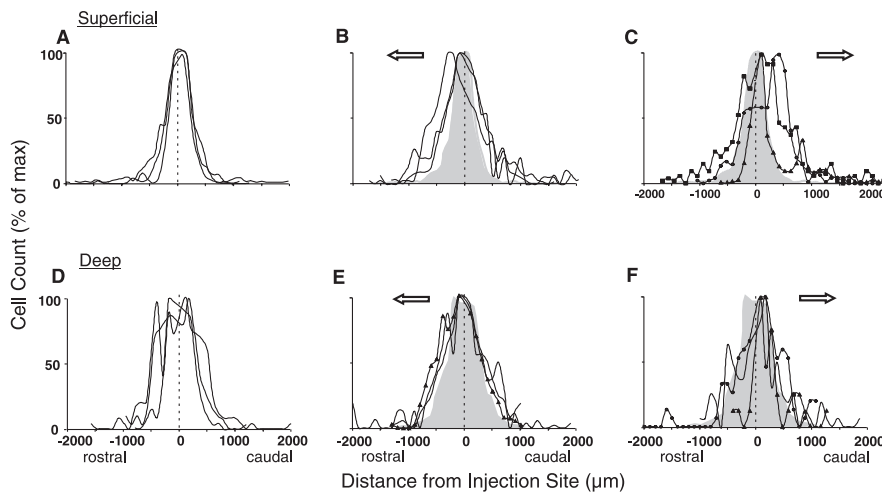 Superficial
A
B
C
100
50
0
-2000 -1000 0 1000 2000
Cell Count (% of max)
Deep
D
E
F
100
50
0
-2000 -1000 0 1000 2000
-2000 -1000 0 1000 2000
-2000 -1000 0 1000 2000
rostral caudal
rostral caudal
rostral caudal
Distance from Injection Site (µm)